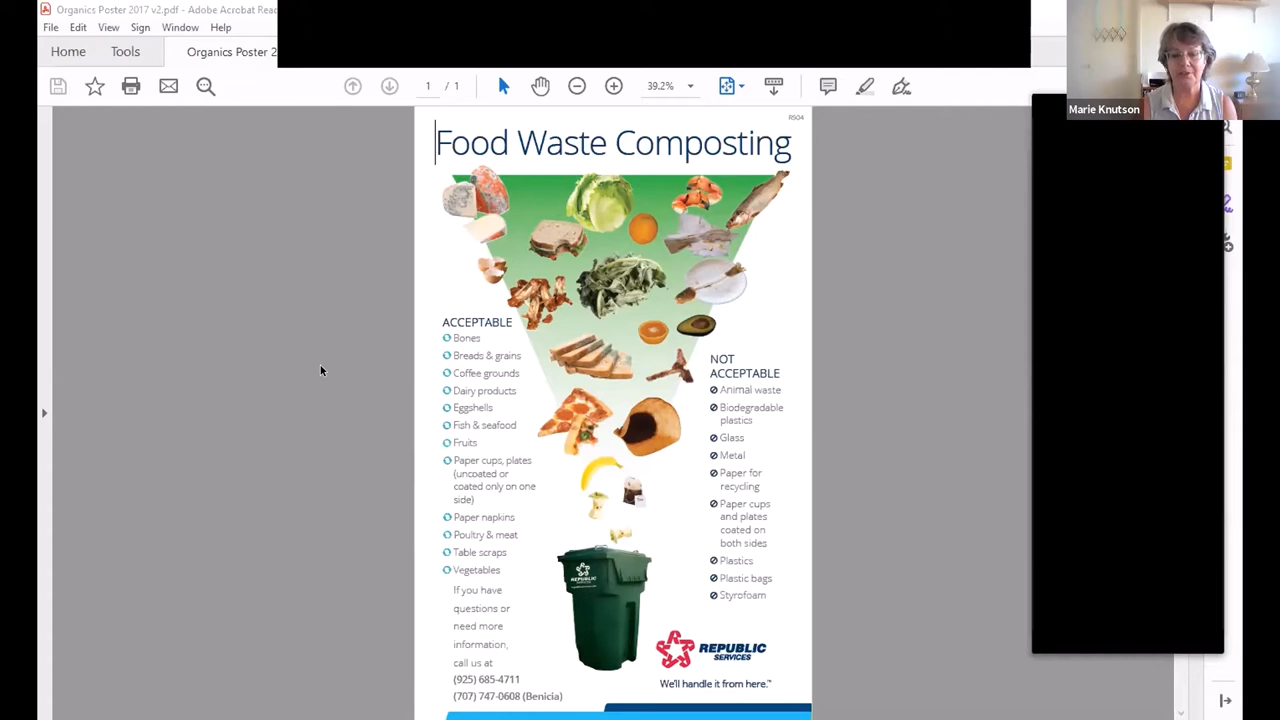 Organics Poster 2017 v2.pdf - Adobe Acrobat Rea
File Edit View Sign Window Help
Home Tools Organics Poster 2
1 / 1 39.2%
Marie Knutson
RS04
Food Waste Composting
ACCEPTABLE
Bones
Breads & grains
Coffee grounds
Dairy products
Eggshells
Fish & seafood
Fruits
Paper cups, plates
(uncoated or
coated only on one
side)
Paper napkins
Poultry & meat
Table scraps
Vegetables
If you have
questions or
need more
information,
call us at
(925) 685-4711
(707) 747-0608 (Benicia)
NOT
ACCEPTABLE
Animal waste
Biodegradable
plastics
Glass
Metal
Paper for
recycling
Paper cups
and plates
coated on
both sides
Plastics
Plastic bags
Styrofoam
REPUBLIC
REPUBLIC
SERVICES
We'll handle it from here.™